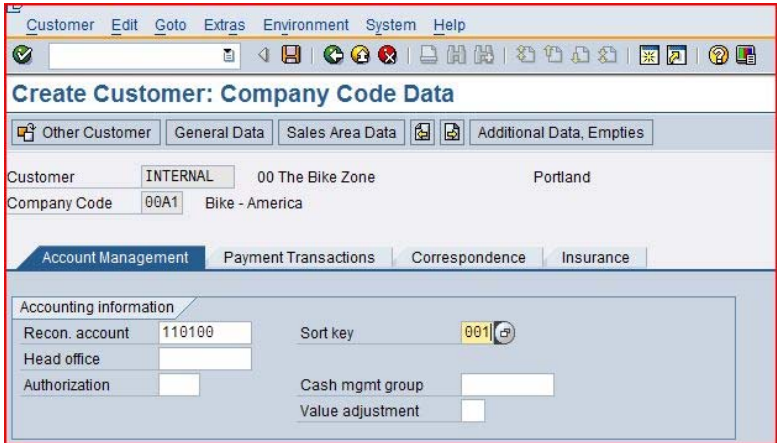 Customer Edit Goto Extras Environment System Help
Create Customer: Company Code Data
Other Customer General Data Sales Area Data Additional Data, Empties
Customer INTERNAL 00 The Bike Zone Portland
Company Code 00A1 Bike - America
Account Management Payment Transactions Correspondence Insurance
Accounting information
Recon. account 110100 Sort key 001
Head office
Authorization Cash mgmt group
Value adjustment